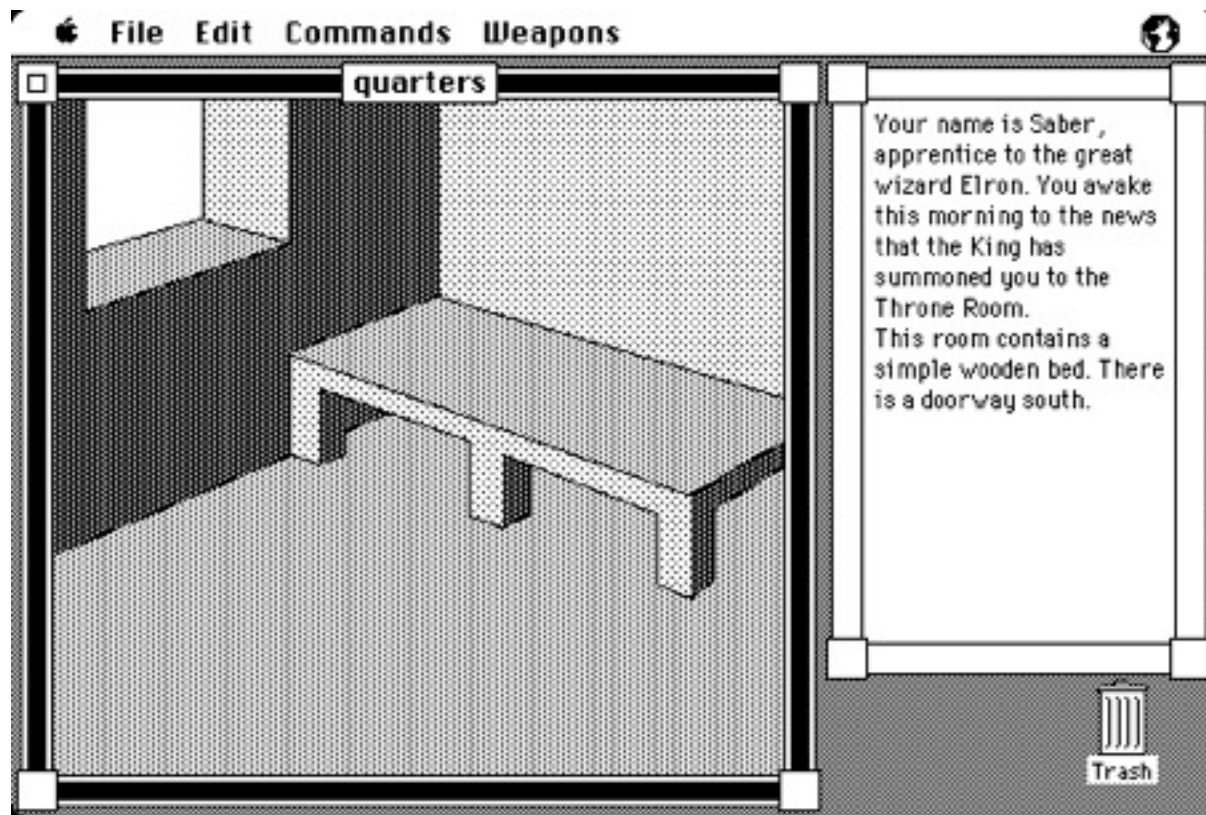 File Edit Commands Weapons
quarters
Your name is Saber,
apprentice to the great
wizard Elron. You awake
this morning to the news
that the King has
summoned you to the
Throne Room.
This room contains a
simple wooden bed. There
is a doorway south.
Trash